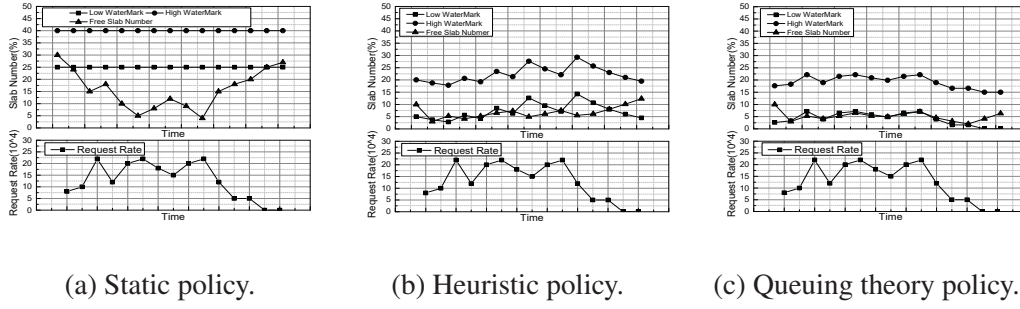 Low WaterMark
High WaterMark
Free Slab Number
Slab Number(%)
50
45
40
35
30
25
20
15
10
5
0
Time
Request Rate
Request Rate(10^4)
30
25
20
15
10
5
0
Time
(a) Static policy.
Low WaterMark
High WaterMark
Free Slab Nubmer
Slab Number(%)
50
45
40
35
30
25
20
15
10
5
0
Time
Request Rate
Request Rate(10^4)
30
25
20
15
10
5
0
Time
(b) Heuristic policy.
Low WaterMark
High WaterMark
Free Slab Number
Slab Number(%)
50
45
40
35
30
25
20
15
10
5
0
Time
Request Rate
Request Rate(10^4)
30
25
20
15
10
5
0
Time
(c) Queuing theory policy.